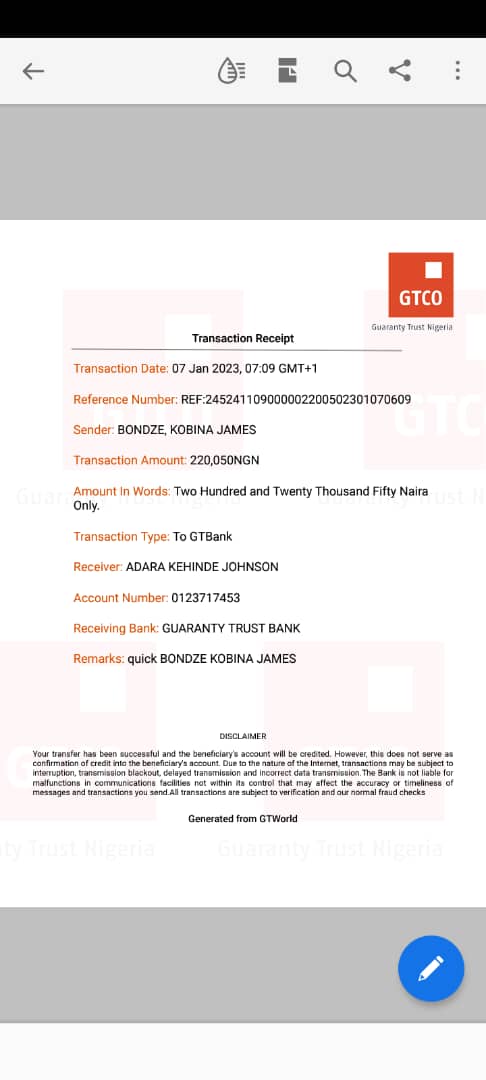 GTCO
Guaranty Trust Nigeria
Transaction Receipt
Transaction Date: 07 Jan 2023, 07:09 GMT+1
Reference Number: REF:2452411090000002200502301070609
Sender: BONDZE, KOBINA JAMES
Transaction Amount: 220,050NGN
Amount In Words: Two Hundred and Twenty Thousand Fifty Naira
Only.
Transaction Type: To GTBank
Receiver: ADARA KEHINDE JOHNSON
Account Number: 0123717453
Receiving Bank: GUARANTY TRUST BANK
Remarks: quick BONDZE KOBINA JAMES
DISCLAIMER
Your transfer has been successful and the beneficiary's account will be credited. However, this does not serve as
confirmation of credit into the beneficiary's account. Due to the nature of the Internet, transactions may be subject to
interruption, transmission blackout, delayed transmission and incorrect data transmission.The Bank is not liable for
malfunctions in communications facilities not within its control that may affect the accuracy or timeliness of
messages and transactions you send.All transactions are subject to verification and our normal fraud checks
Generated from GTWorld
ty Trust Nigeria
Guaranty Trust Nigeria